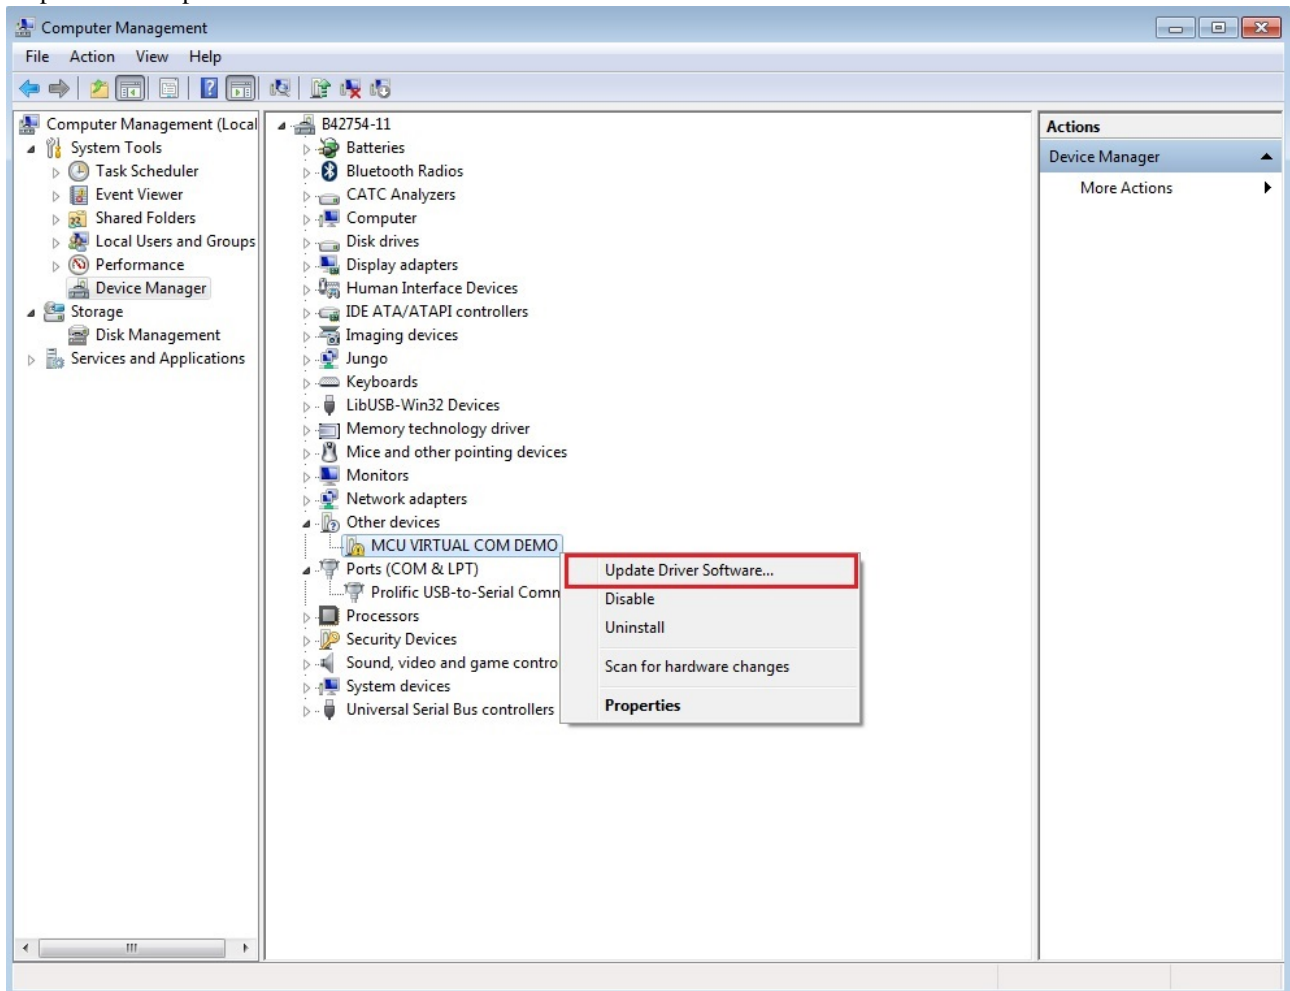 Computer Management
File Action View Help
Computer Management (Local
System Tools
Task Scheduler
Event Viewer
Shared Folders
Local Users and Groups
Performance
Device Manager
Storage
Disk Management
Services and Applications
B42754-11
Batteries
Bluetooth Radios
CATC Analyzers
Computer
Disk drives
Display adapters
Human Interface Devices
IDE ATA/ATAPI controllers
Imaging devices
Jungo
Keyboards
LibUSB-Win32 Devices
Memory technology driver
Mice and other pointing devices
Monitors
Network adapters
Other devices
MCU VIRTUAL COM DEMO
Ports (COM & LPT)
Prolific USB-to-Serial Comn
Processors
Security Devices
Sound, video and game contro
System devices
Universal Serial Bus controllers
Update Driver Software...
Disable
Uninstall
Scan for hardware changes
Properties
Actions
Device Manager
More Actions